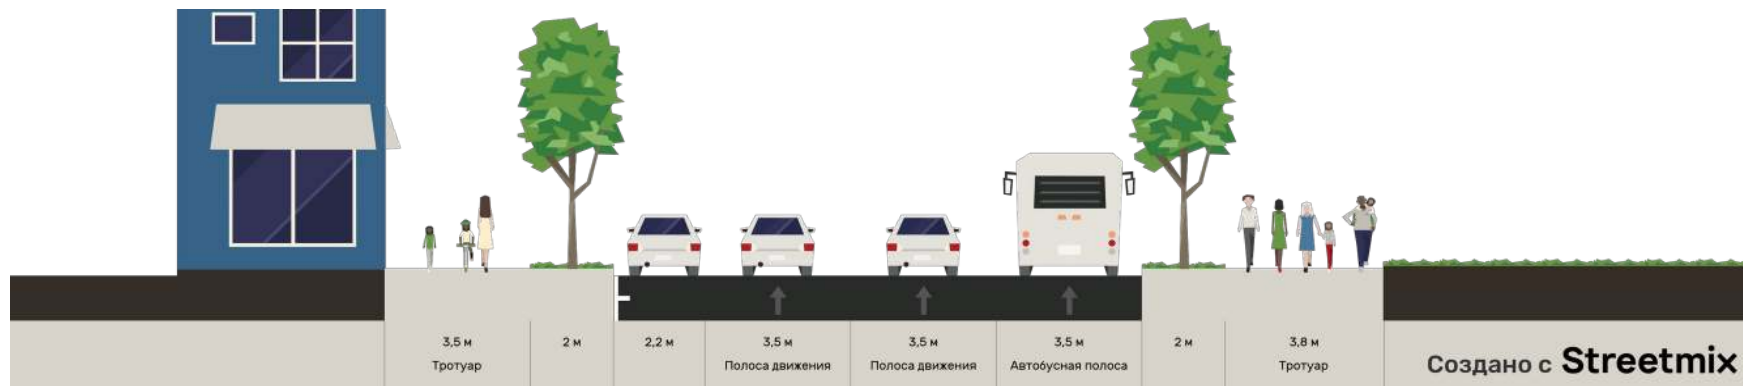 3,5 м
Тротуар
2 м
2,2 м
3,5 м
Полоса движения
3,5 м
Полоса движения
3,5 м
Автобусная полоса
2 м
3,8 м
Тротуар
Создано с Streetmix